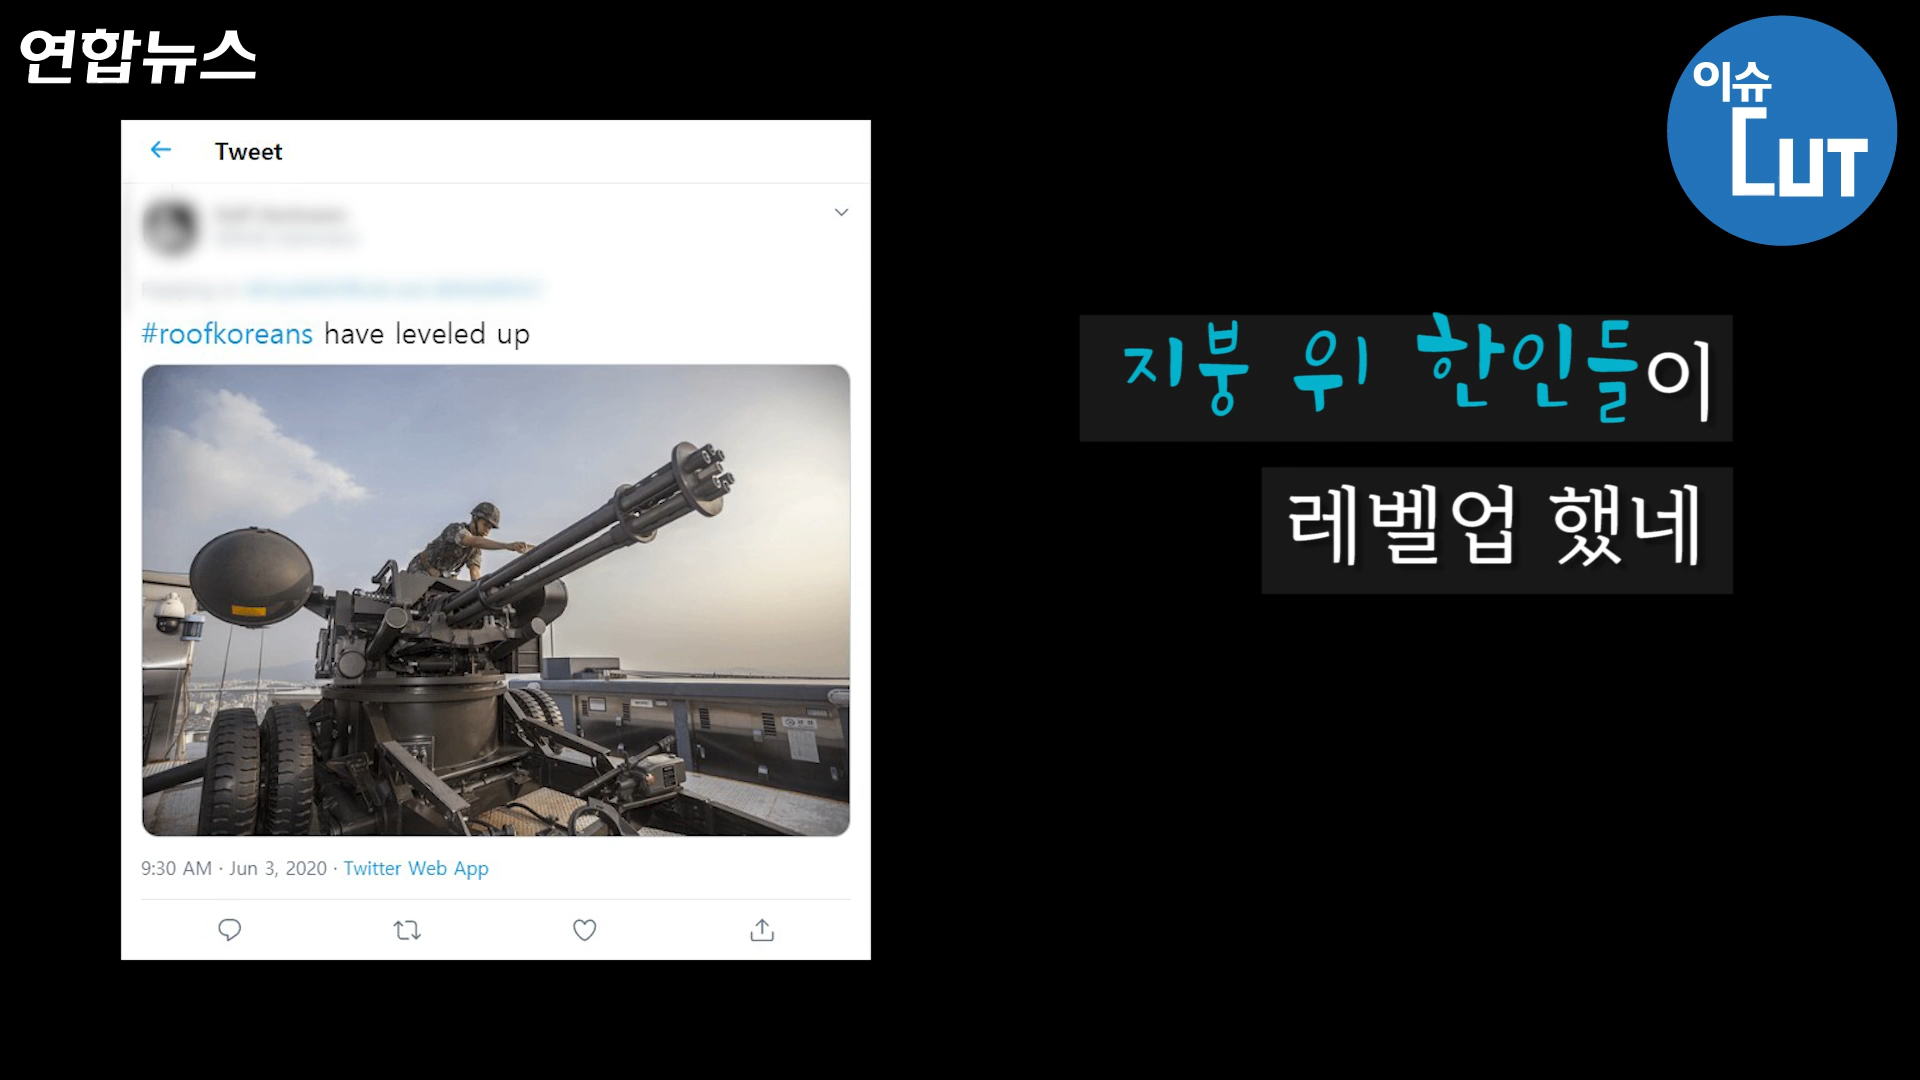 연합뉴스
이슈
CUT
Tweet
#roofkoreans have leveled up
9:30 AM · Jun 3, 2020 · Twitter Web App
지붕 위 한인들이
레벨업 했네